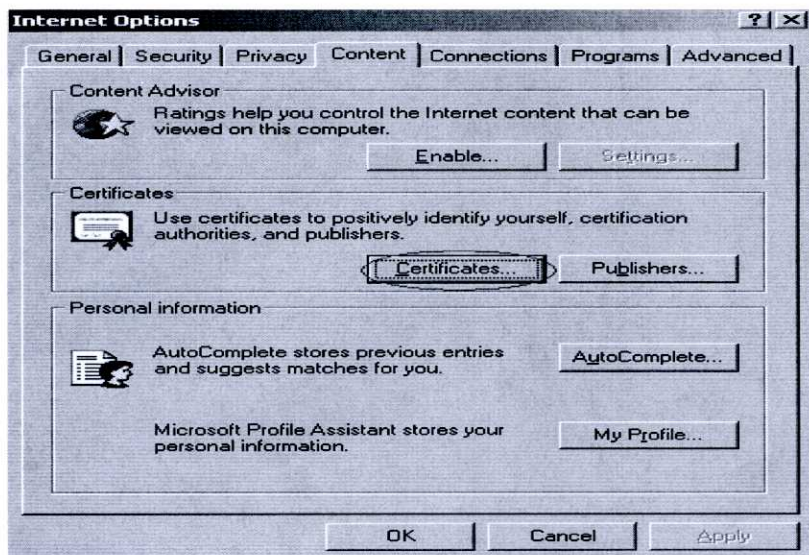 Internet Options
General Security Privacy Content Connections Programs Advanced
Content Advisor
Ratings help you control the Internet content that can be
viewed on this computer.
Enable... Settings...
Certificates
Use certificates to positively identify yourself, certification
authorities, and publishers.
Certificates... Publishers...
Personal information
AutoComplete stores previous entries
and suggests matches for you.
AutoComplete...
Microsoft Profile Assistant stores your
personal information.
My Profile...
OK Cancel Apply